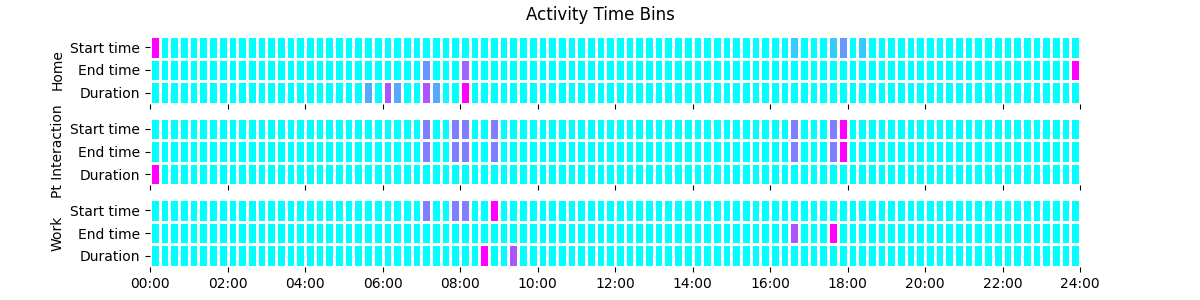 Activity Time Bins
Home
Start time
End time
Duration
Pt Interaction
Start time
End time
Duration
Work
Start time
End time
Duration
00:00 02:00 04:00 06:00 08:00 10:00 12:00 14:00 16:00 18:00 20:00 22:00 24:00